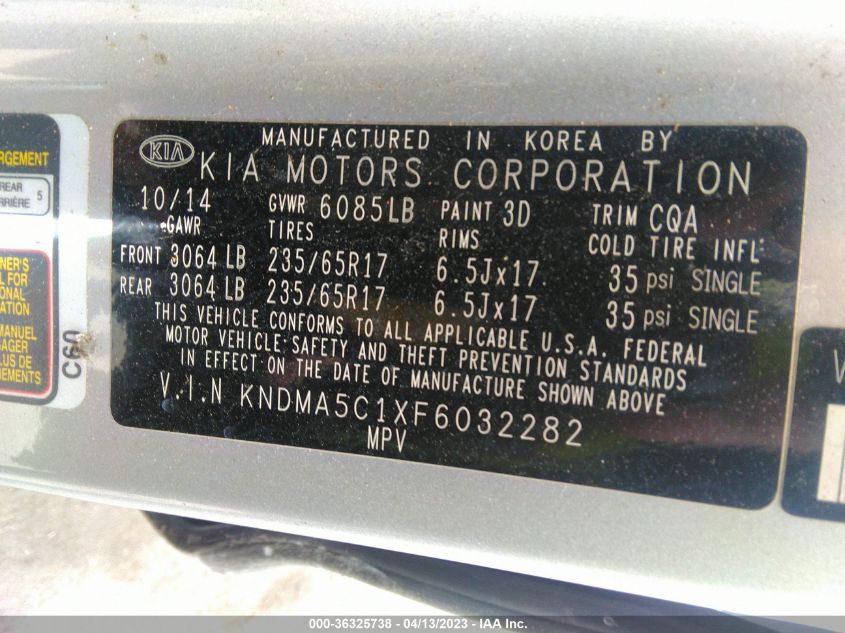 MANUFACTURED IN KOREA BY
KIA KIA MOTORS CORPORATION
10/14 GVWR 6085LB PAINT 3D TRIM CQA
GAWR TIRES RIMS COLD TIRE INFL
FRONT 3064 LB 235/65R17 6.5Jx17 35 psi SINGLE
REAR 3064 LB 235/65R17 6.5Jx17 35 psi SINGLE
THIS VEHICLE CONFORMS TO ALL APPLICABLE U.S.A. FEDERAL
MOTOR VEHICLE SAFETY AND THEFT PREVENTION STANDARDS
IN EFFECT ON THE DATE OF MANUFACTURE SHOWN ABOVE
V.I.N KNDMA5C1XF6032282
MPV
REAR 5
C60
000-36325738 - 04/13/2023 - IAA Inc.